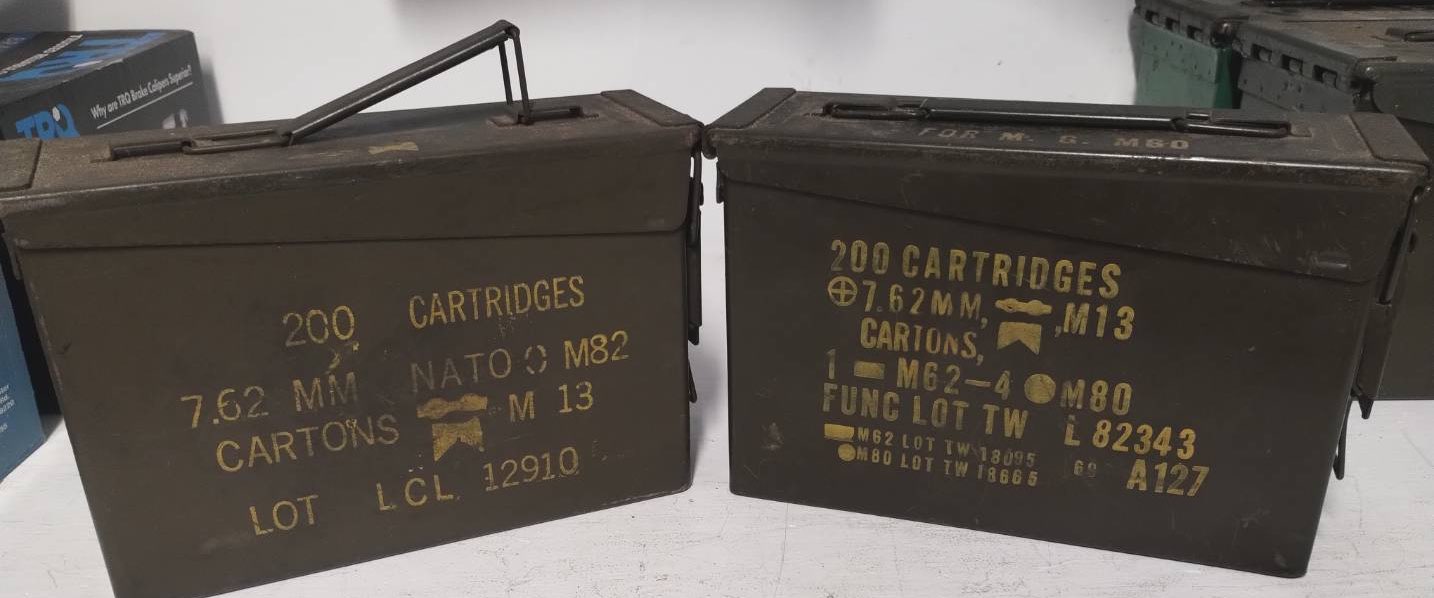 Why are TRQ Brake Calipers Superior?
TRQ
200 CARTRIDGES
7.62 MM NATO M82
CARTONS M 13
LOT LCL 12910
FOR M. G. M60
200 CARTRIDGES
7.62MM, ,M13
CARTONS,
1 M62-4 M80
FUNC LOT TW L 82343
M62 LOT TW 18095
M80 LOT TW 18665 68 A127